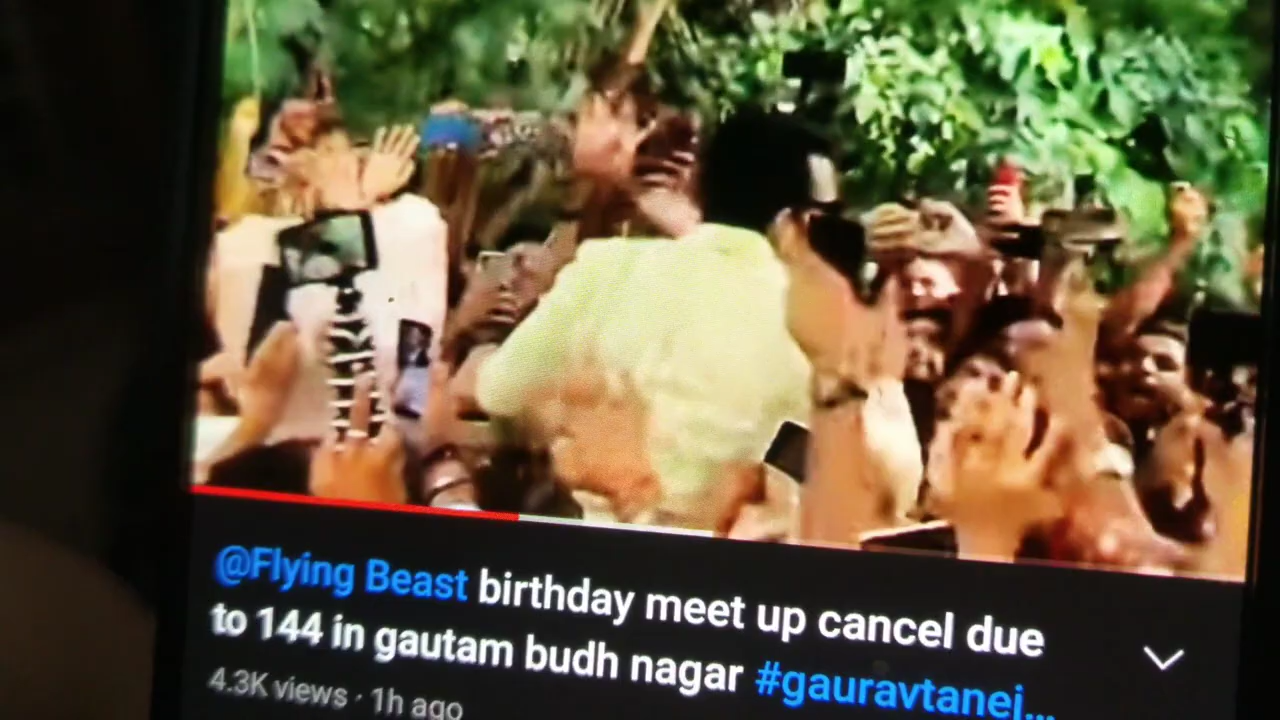 @Flying Beast birthday meet up cancel due
to 144 in gautam budh nagar #gauravtanej...
4.3K views · 1h ago